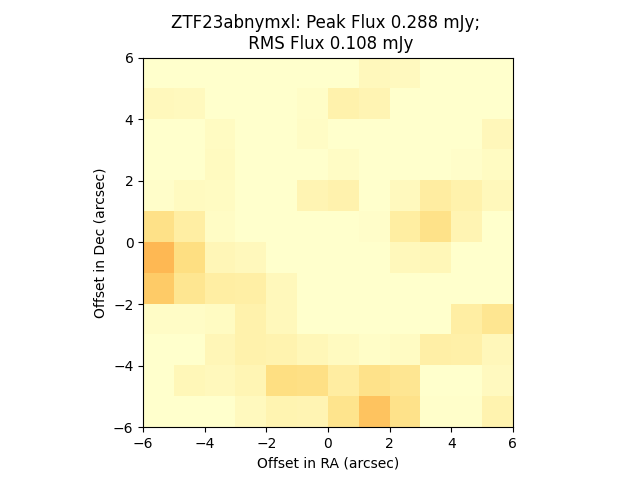 ZTF23abnymxl: Peak Flux 0.288 mJy;
RMS Flux 0.108 mJy
6
4
2
0
−2
−4
−6
Offset in Dec (arcsec)
−6 −4 −2 0 2 4 6
Offset in RA (arcsec)